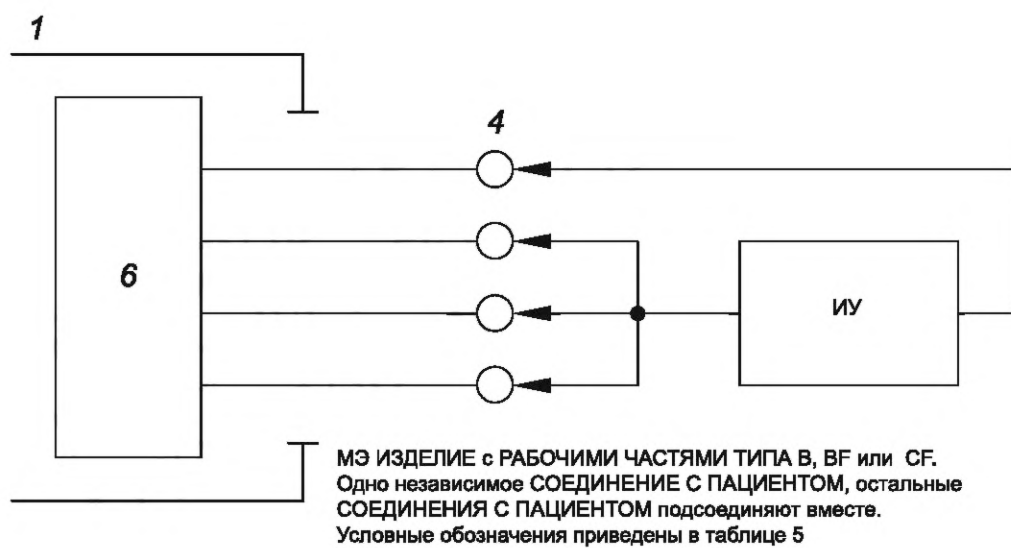 1
4
6
ИУ
МЭ ИЗДЕЛИЕ с РАБОЧИМИ ЧАСТЯМИ ТИПА B, BF или CF.
Одно независимое СОЕДИНЕНИЕ С ПАЦИЕНТОМ, остальные
СОЕДИНЕНИЯ С ПАЦИЕНТОМ подсоединяют вместе.
Условные обозначения приведены в таблице 5